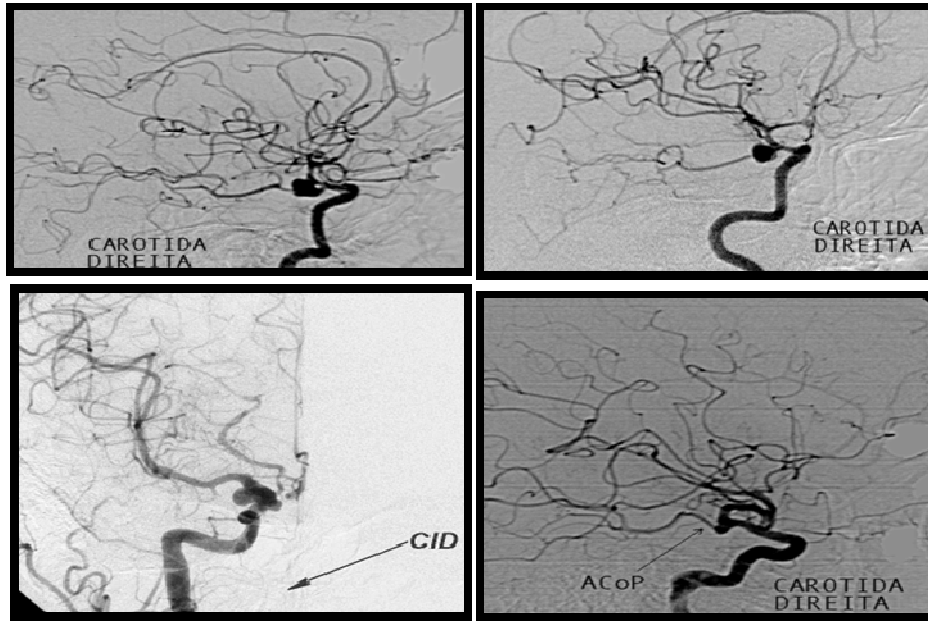 CAROTIDA
DIREITA
CAROTIDA
DIREITA
CID
ACoP
CAROTIDA
DIREITA